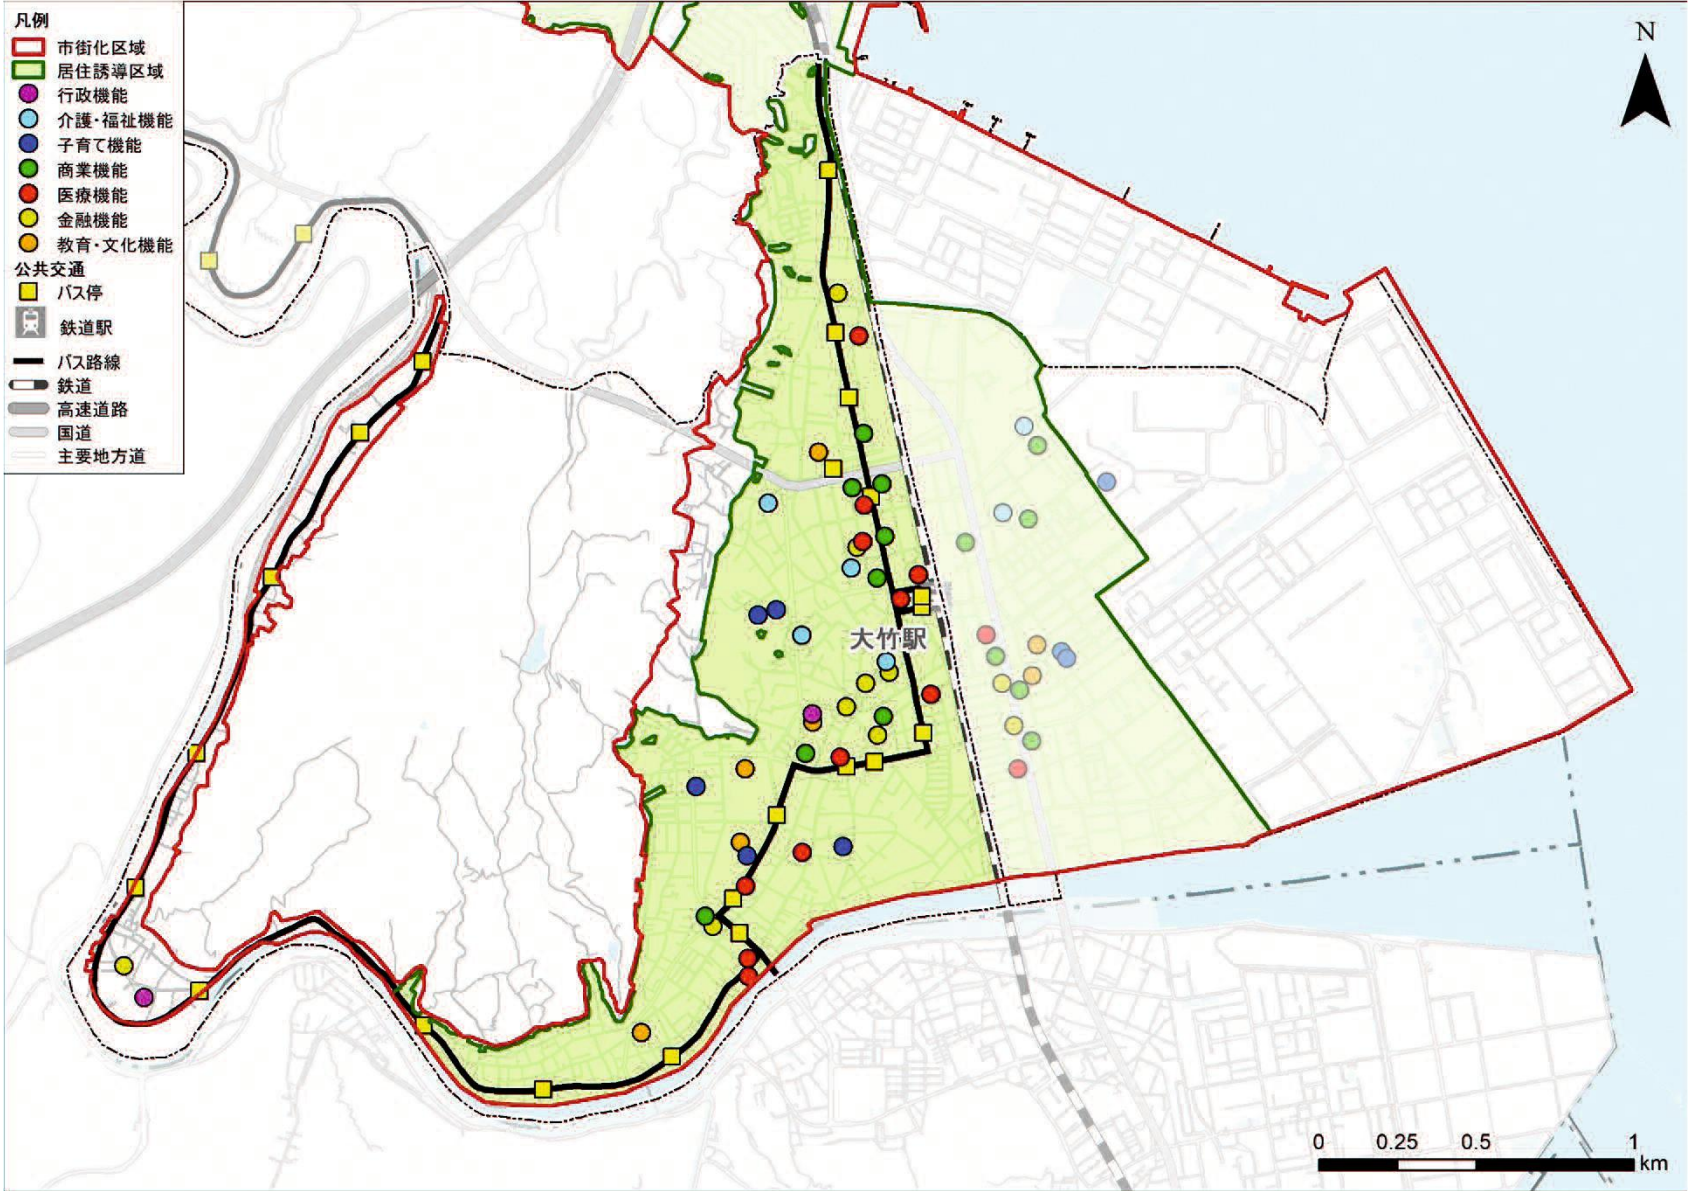 凡例
市街化区域
居住誘導区域
行政機能
介護・福祉機能
子育て機能
商業機能
医療機能
金融機能
教育・文化機能
公共交通
バス停
鉄道駅
バス路線
鉄道
高速道路
国道
主要地方道
N
大竹駅
0 0.25 0.5 1
km